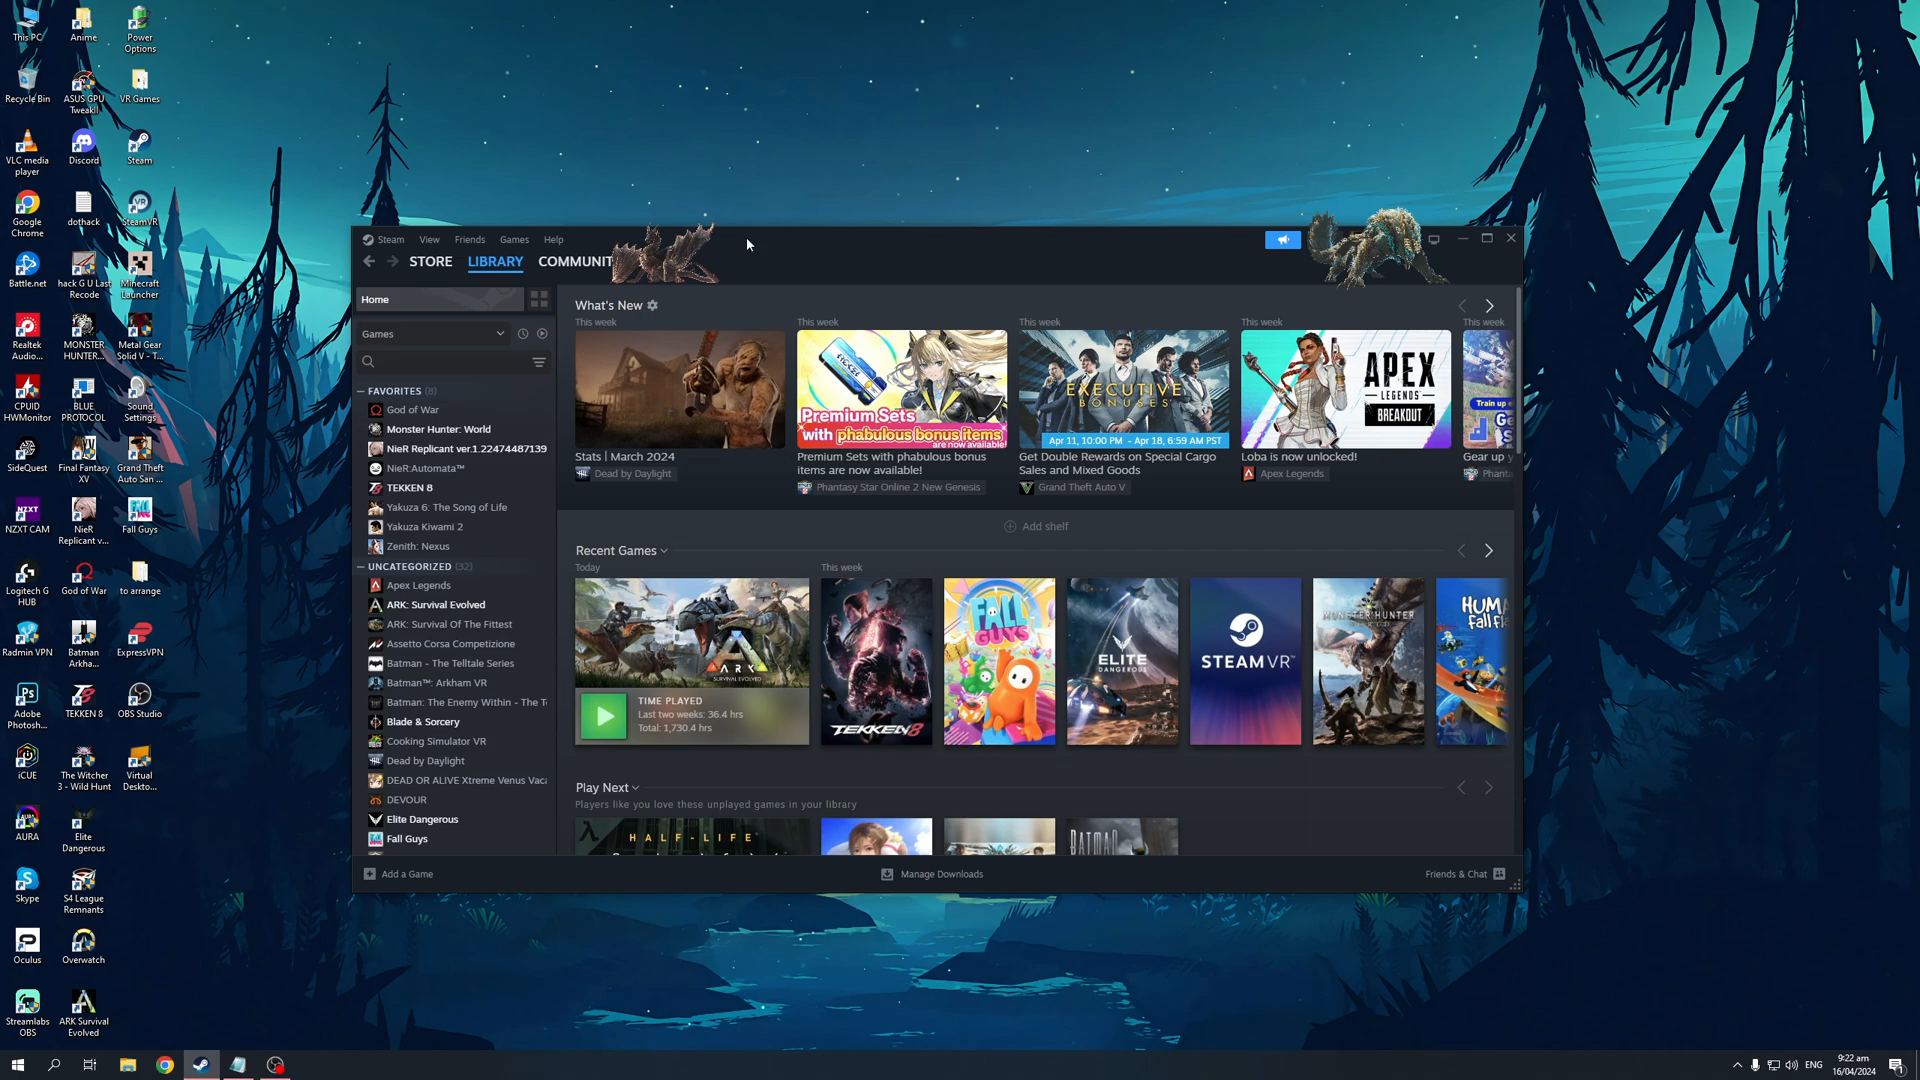 This PC
Anime
Power
Options
Recycle Bin
ASUS GPU
TweakII
VR Games
VLC media
player
Discord
Steam
Google
Chrome
dothack
SteamVR
Battle.net
hack G U Last
Recode
Minecraft
Launcher
Realtek
Audio...
MONSTER
HUNTER...
Metal Gear
Solid V - T...
CPUID
HWMonitor
BLUE
PROTOCOL
Sound
Settings
SideQuest
Final Fantasy
XV
Grand Theft
Auto San ...
NZXT CAM
NieR
Replicant v...
Fall Guys
Logitech G
HUB
God of War
to arrange
Radmin VPN
Batman
Arkha...
ExpressVPN
Adobe
Photosh...
TEKKEN 8
OBS Studio
iCUE
The Witcher
3 - Wild Hunt
Virtual
Deskto...
AURA
Elite
Dangerous
Skype
S4 League
Remnants
Oculus
Overwatch
Streamlabs
OBS
ARK Survival
Evolved
Steam View Friends Games Help
STORE LIBRARY COMMUNIT
Home
Games
FAVORITES (8)
God of War
Monster Hunter: World
NieR Replicant ver.1.22474487139
NieR:Automata™
TEKKEN 8
Yakuza 6: The Song of Life
Yakuza Kiwami 2
Zenith: Nexus
UNCATEGORIZED (32)
Apex Legends
ARK: Survival Evolved
ARK: Survival Of The Fittest
Assetto Corsa Competizione
Batman - The Telltale Series
Batman™: Arkham VR
Batman: The Enemy Within - The T
Blade & Sorcery
Cooking Simulator VR
Dead by Daylight
DEAD OR ALIVE Xtreme Venus Vaca
DEVOUR
Elite Dangerous
Fall Guys
What's New
This week This week This week This week This week
TICKET
Premium Sets
with phabulous bonus items
are now available!
EXECUTIVE
BONUSES
Apr 11, 10:00 PM - Apr 18, 6:59 AM PST
APEX
LEGENDS
BREAKOUT
Train up
Stats | March 2024
Dead by Daylight
Premium Sets with phabulous bonus
items are now available!
Phantasy Star Online 2 New Genesis
Get Double Rewards on Special Cargo
Sales and Mixed Goods
Grand Theft Auto V
Loba is now unlocked!
Apex Legends
Gear up y
Phanta
Add shelf
Recent Games
Today This week
ARK
SURVIVAL EVOLVED
TIME PLAYED
Last two weeks: 36.4 hrs
Total: 1,730.4 hrs
TEKKEN8
FALL
GUYS
ELITE
DANGEROUS
STEAMVR™
MONSTER HUNTER
WORLD
HUM
fall fl
Play Next
Players like you love these unplayed games in your library
HALF-LIFE
BATMAN
Add a Game
Manage Downloads
Friends & Chat
ENG
9:22 am
16/04/2024